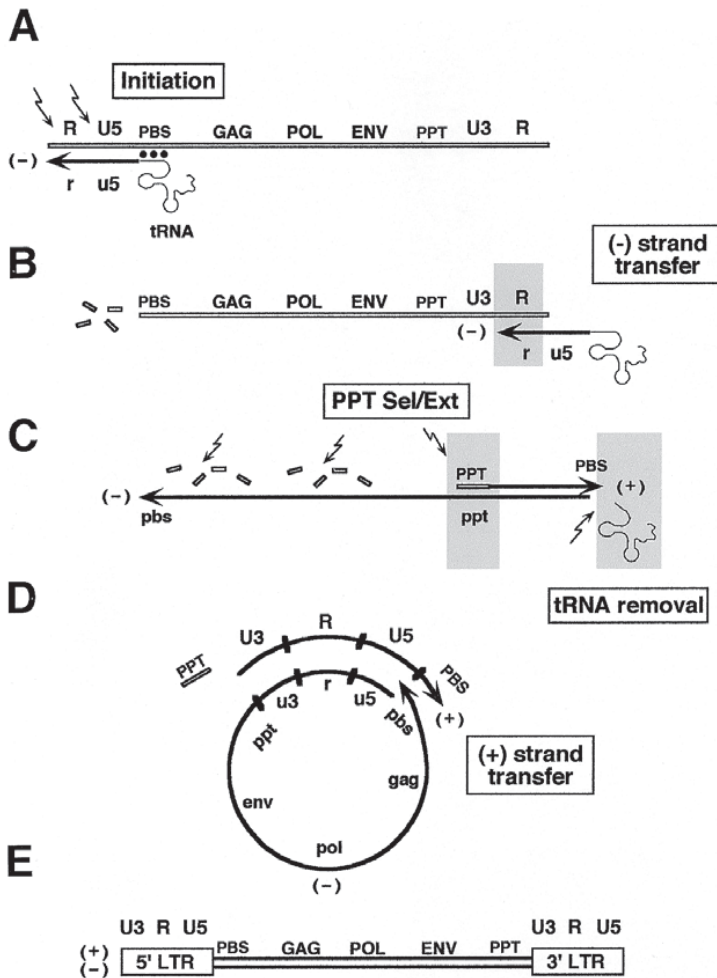 A
Initiation
R U5 PBS GAG POL ENV PPT U3 R
(-)
r u5
tRNA
(-) strand
transfer
B
PBS GAG POL ENV PPT U3 R
(-)
r u5
PPT Sel/Ext
C
PPT PBS
(-) (+)
pbs ppt
tRNA removal
D
U3 R U5
PPT PBS
u3 r u5
(+)
ppt pbs
(+) strand
transfer
env gag
pol
(-)
E
U3 R U5 U3 R U5
(+) PBS GAG POL ENV PPT
(-) 5' LTR 3' LTR